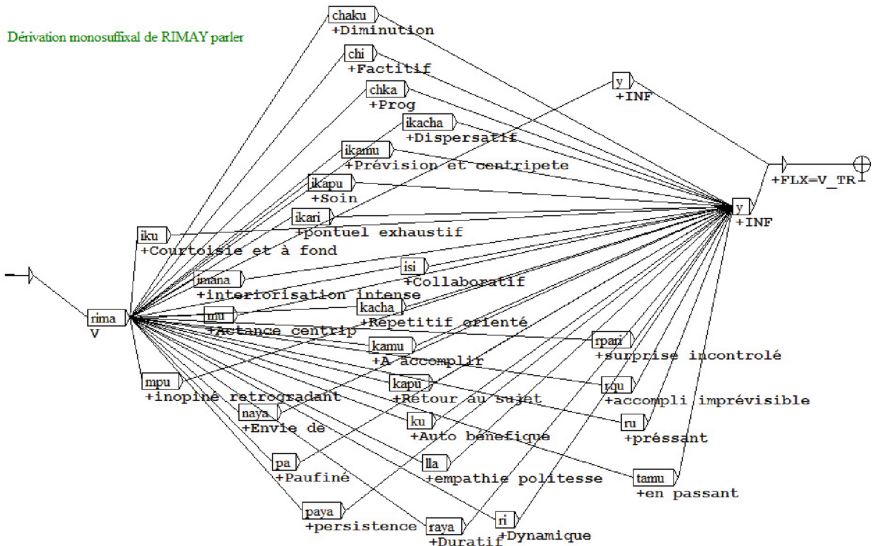 Dérivation monosuffixal de RIMAY parler
chaku
+Diminution
chi
+Factitif
chka
+Prog
y
+INF
ikacha
+Dispersatif
ikamu
+Prévision et centripete
ikapu
+Soin
ikari
+pontuel exhaustif
iku
+Courtoisie et à fond
+FLX=V_TR
y
+INF
isi
+Collaboratif
imana
+interiorisation intense
kacha
+Répétitif orienté
mu
+Actance centrip
rima
V
kamu
+A accomplir
rpari
+surprise incontrolé
mpu
+inopiné retrogradant
kapu
+Retour au sujet
rqu
+accompli imprévisible
naya
+Envie de
ku
+Auto bénéfique
ru
+préssant
pa
+Paufiné
lla
+empathie politesse
tamu
+en passant
paya
+persistence
raya
+Duratif
ri
+Dynamique